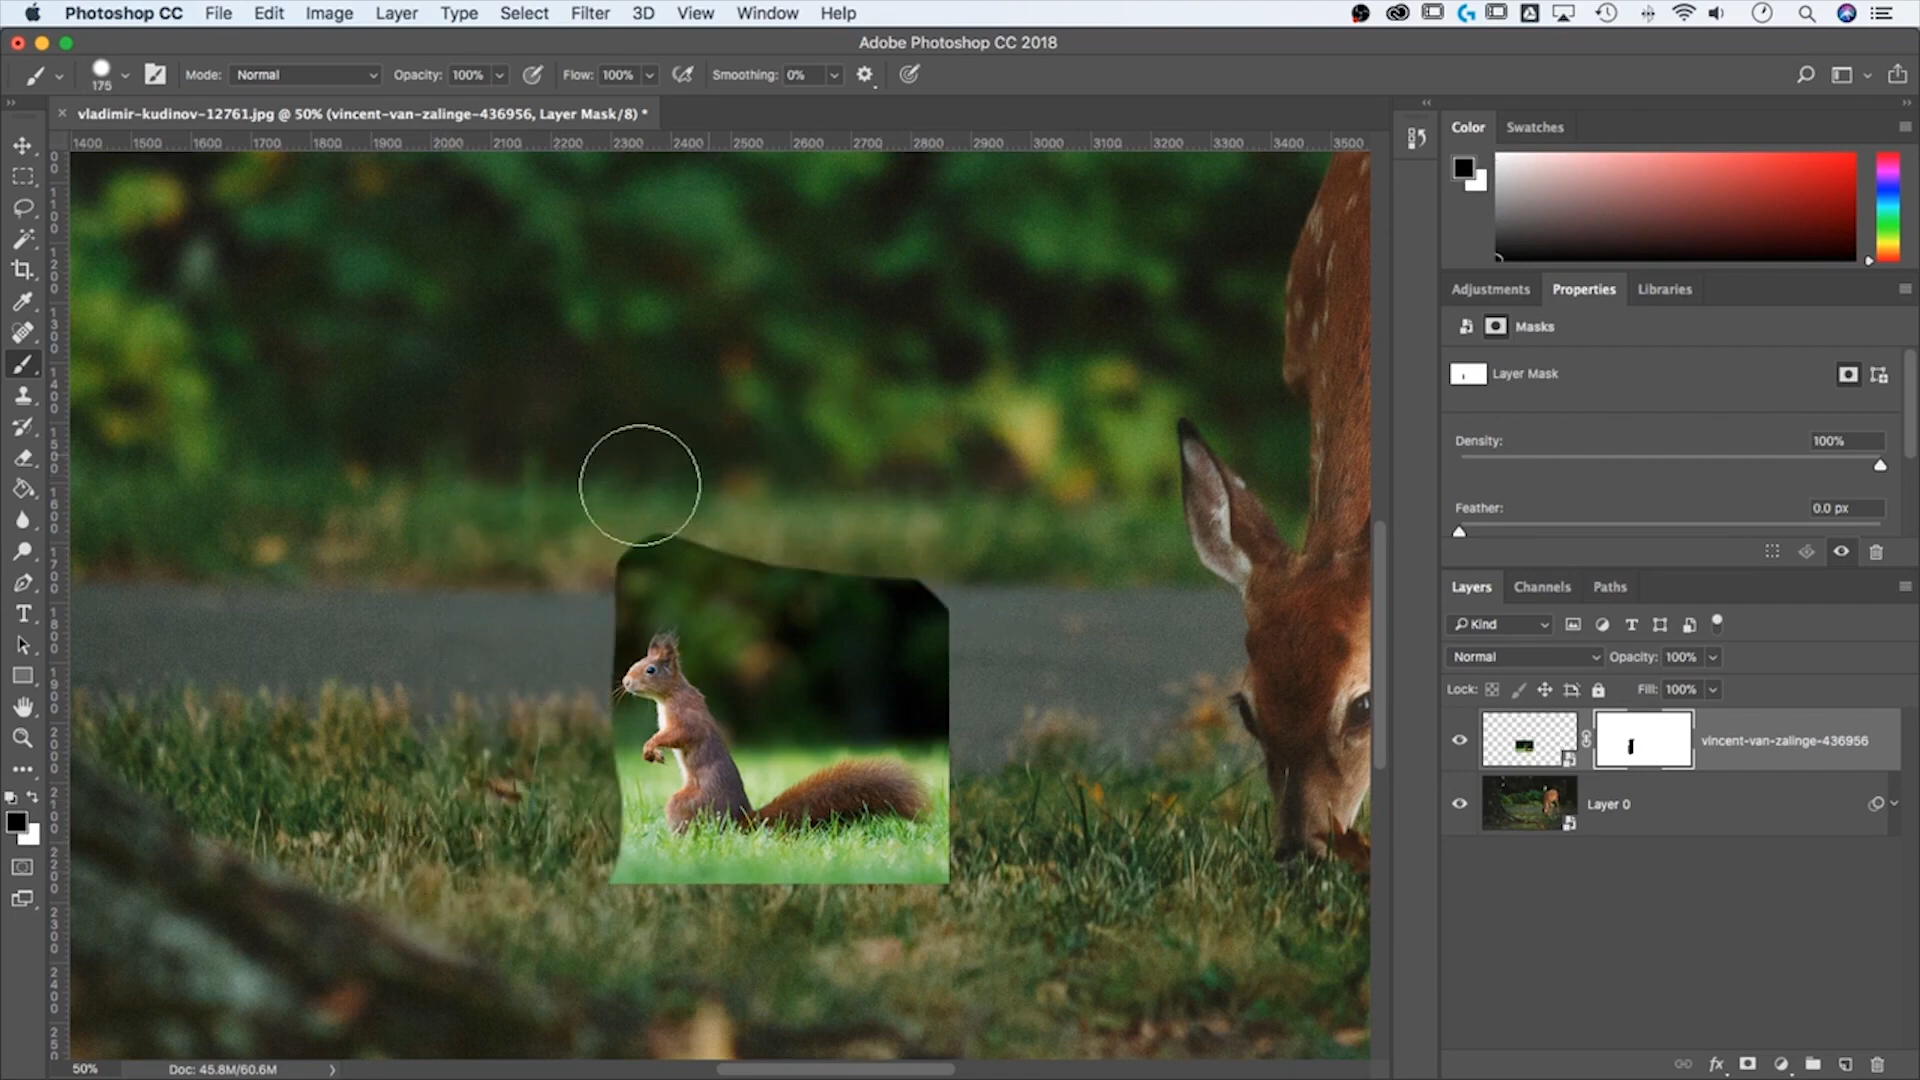 Photoshop CC File Edit Image Layer Type Select Filter 3D View Window Help
Adobe Photoshop CC 2018
175 Mode: Normal Opacity: 100% Flow: 100% Smoothing: 0%
× vladimir-kudinov-12761.jpg @ 50% (vincent-van-zalinge-436956, Layer Mask/8) *
1400 1500 1600 1700 1800 1900 2000 2100 2200 2300 2400 2500 2600 2700 2800 2900 3000 3100 3200 3300 3400 3500
Color Swatches
Adjustments Properties Libraries
Masks
Layer Mask
Density: 100%
Feather: 0.0 px
Layers Channels Paths
Kind
Normal Opacity: 100%
Lock: Fill: 100%
vincent-van-zalinge-436956
Layer 0
fx
50% Doc: 45.8M/60.6M